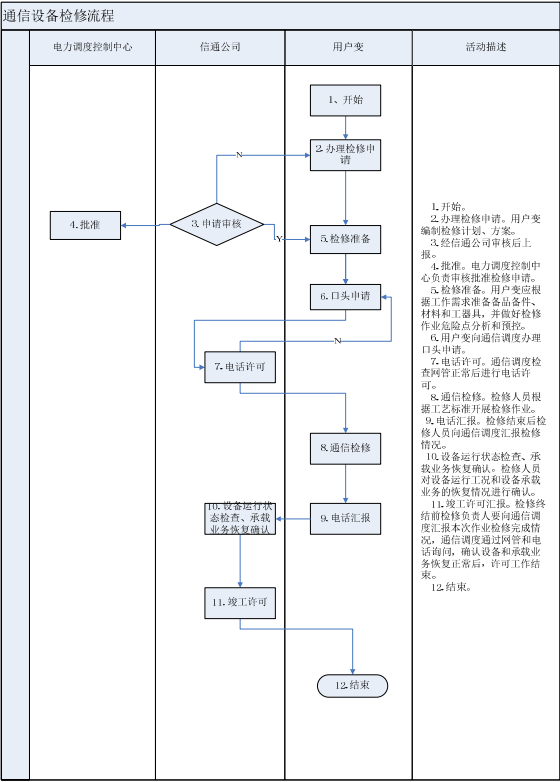 通信设备检修流程
电力调度控制中心
信通公司
用户变
活动描述
1、开始
2.办理检修申
请
N
3.申请审核
4.批准
Y
5.检修准备
6.口头申请
N
7.电话许可
8.通信检修
9.电话汇报
10.设备运行状
态检查、承载
业务恢复确认
11.竣工许可
12.结束
1.开始。
2.办理检修申请。用户变
编制检修计划、方案。
3.经信通公司审核后上
报。
4.批准。电力调度控制中
心负责审核批准检修申请。
5.检修准备。用户变应根
据工作需求准备备品备件、
材料和工器具，并做好检修
作业危险点分析和预控。
6.用户变向通信调度办理
口头申请。
7.电话许可。通信调度检
查网管正常后进行电话许
可。
8.通信检修。检修人员根
据工艺标准开展检修作业。
9.电话汇报。检修结束后检
修人员向通信调度汇报检修
情况。
10.设备运行状态检查、承
载业务恢复确认。检修人员
对设备运行工况和设备承载
业务的恢复情况进行确认。
11.竣工许可汇报。检修终
结前检修负责人要向通信调
度汇报本次作业检修完成情
况，通信调度通过网管和电
话询问，确认设备和承载业
务恢复正常后，许可工作结
束。
12.结束。